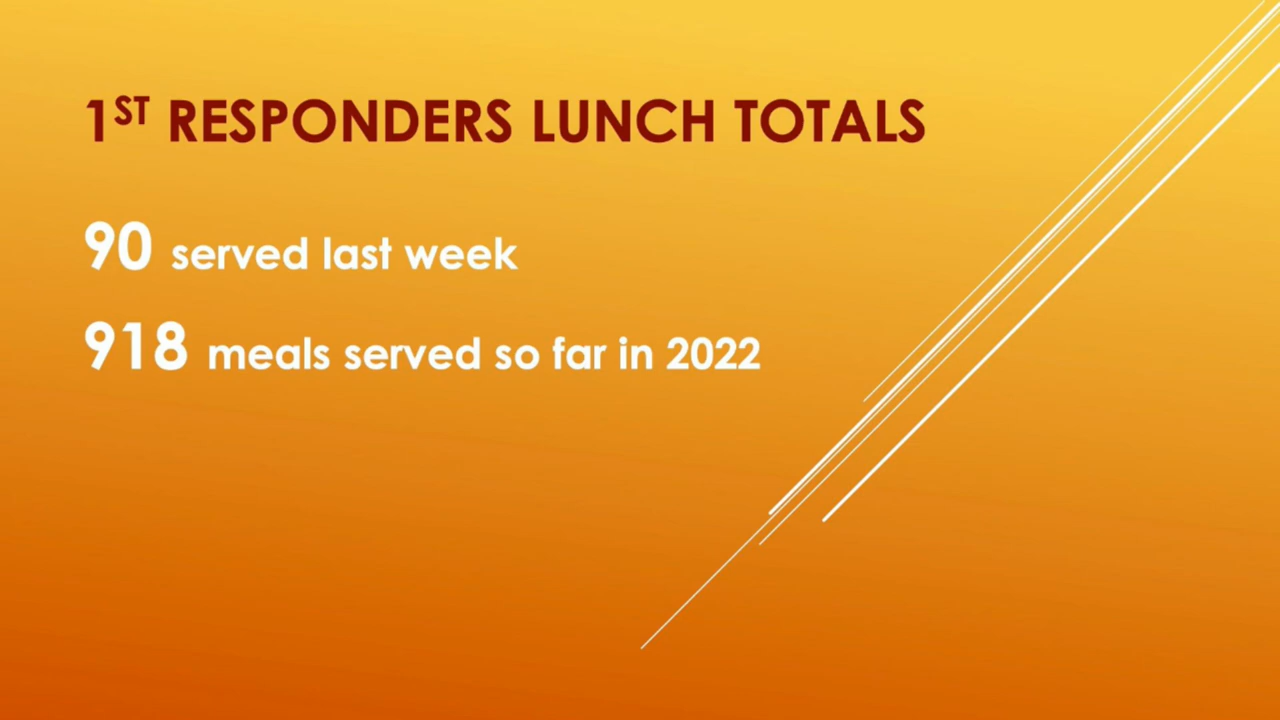 1ST RESPONDERS LUNCH TOTALS
90 served last week
918 meals served so far in 2022